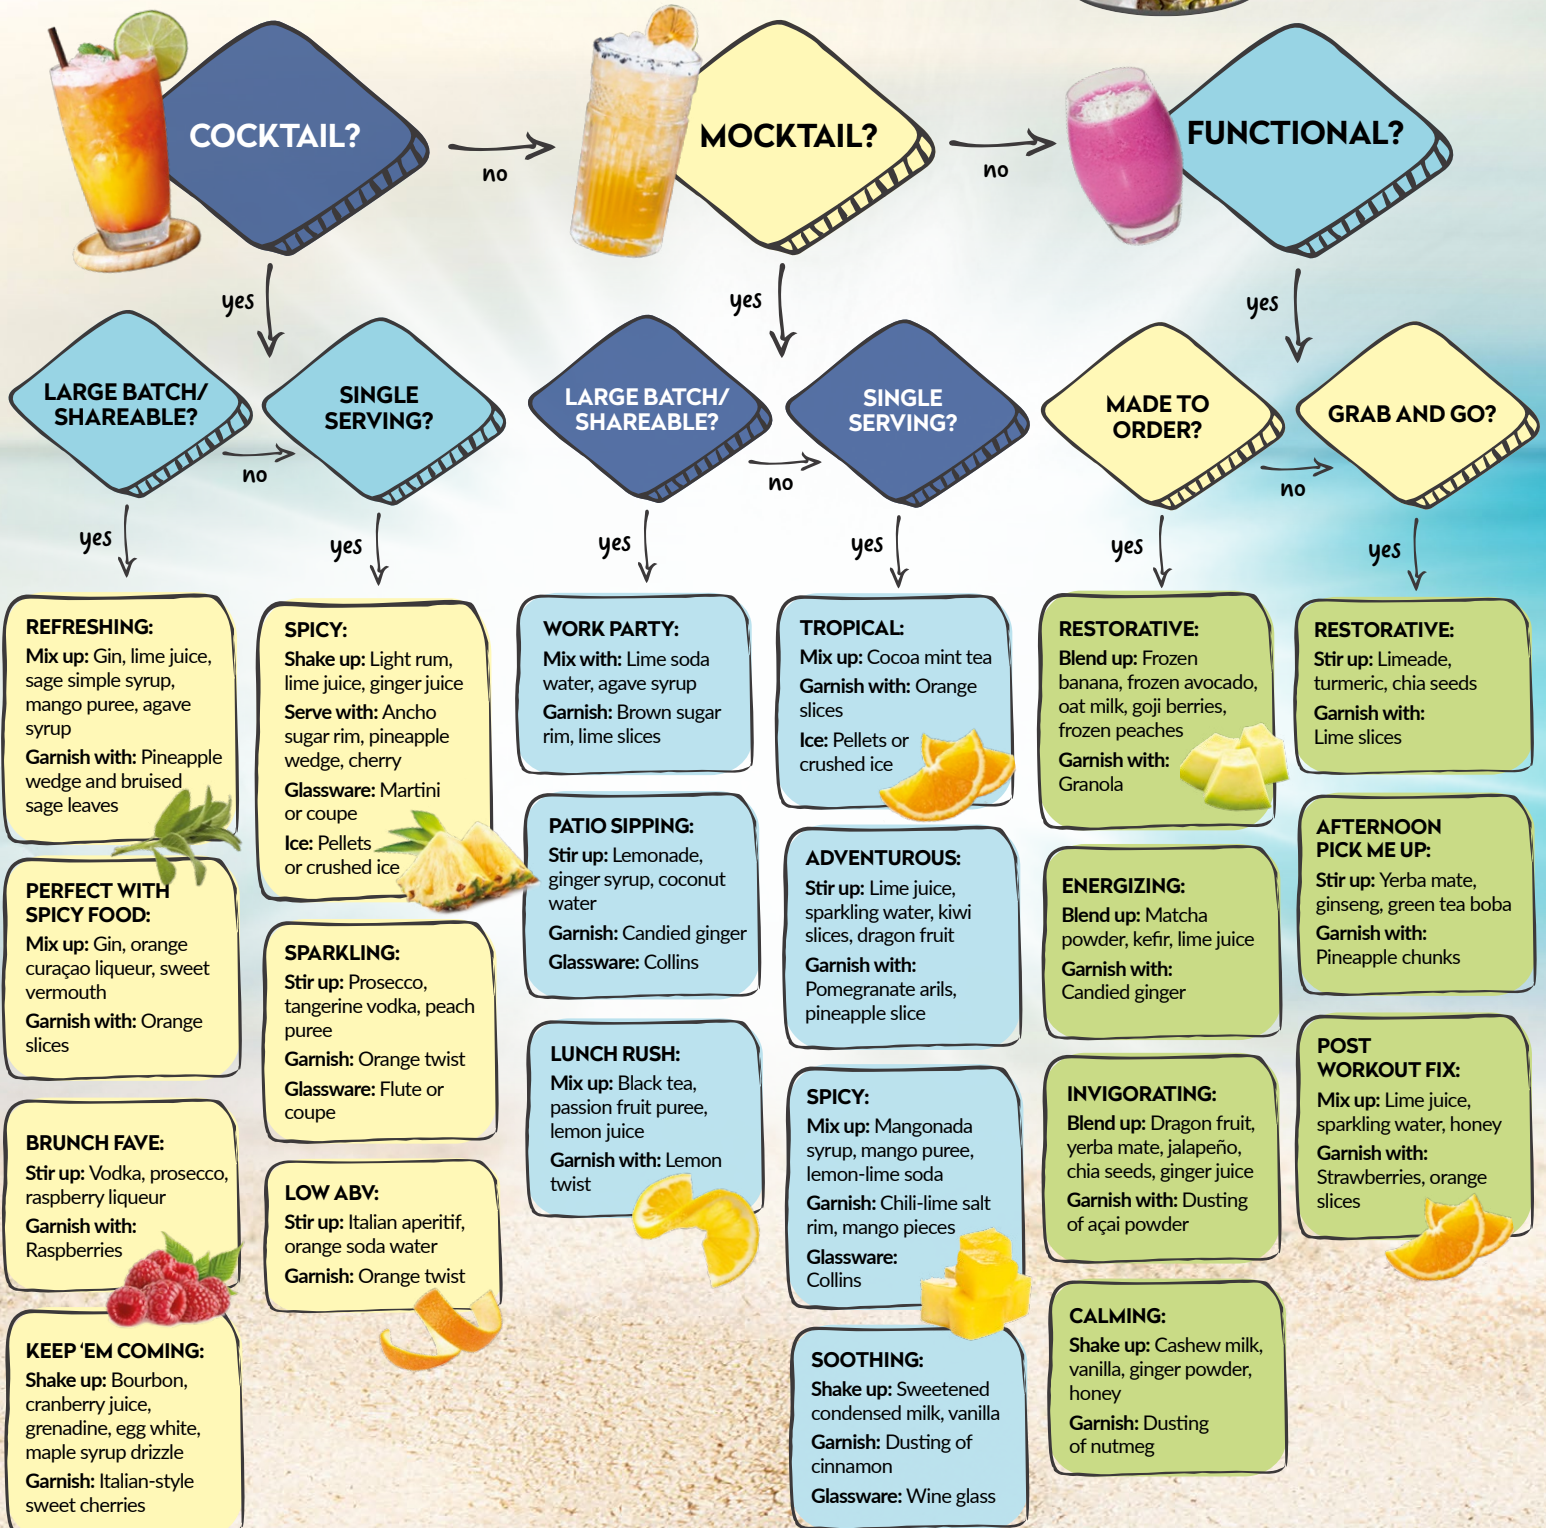 COCKTAIL?
no
MOCKTAIL?
no
FUNCTIONAL?
yes
yes
yes
LARGE BATCH/
SHAREABLE?
no
SINGLE
SERVING?
LARGE BATCH/
SHAREABLE?
no
SINGLE
SERVING?
MADE TO
ORDER?
no
GRAB AND GO?
yes
yes
yes
yes
yes
yes
REFRESHING:
Mix up: Gin, lime juice,
sage simple syrup,
mango puree, agave
syrup
Garnish with: Pineapple
wedge and bruised
sage leaves
PERFECT WITH
SPICY FOOD:
Mix up: Gin, orange
curaçao liqueur, sweet
vermouth
Garnish with: Orange
slices
BRUNCH FAVE:
Stir up: Vodka, prosecco,
raspberry liqueur
Garnish with:
Raspberries
KEEP ‘EM COMING:
Shake up: Bourbon,
cranberry juice,
grenadine, egg white,
maple syrup drizzle
Garnish: Italian-style
sweet cherries
SPICY:
Shake up: Light rum,
lime juice, ginger juice
Serve with: Ancho
sugar rim, pineapple
wedge, cherry
Glassware: Martini
or coupe
Ice: Pellets
or crushed ice
SPARKLING:
Stir up: Prosecco,
tangerine vodka, peach
puree
Garnish: Orange twist
Glassware: Flute or
coupe
LOW ABV:
Stir up: Italian aperitif,
orange soda water
Garnish: Orange twist
WORK PARTY:
Mix with: Lime soda
water, agave syrup
Garnish: Brown sugar
rim, lime slices
PATIO SIPPING:
Stir up: Lemonade,
ginger syrup, coconut
water
Garnish: Candied ginger
Glassware: Collins
LUNCH RUSH:
Mix up: Black tea,
passion fruit puree,
lemon juice
Garnish with: Lemon
twist
TROPICAL:
Mix up: Cocoa mint tea
Garnish with: Orange
slices
Ice: Pellets or
crushed ice
ADVENTUROUS:
Stir up: Lime juice,
sparkling water, kiwi
slices, dragon fruit
Garnish with:
Pomegranate arils,
pineapple slice
SPICY:
Mix up: Mangonada
syrup, mango puree,
lemon-lime soda
Garnish: Chili-lime salt
rim, mango pieces
Glassware:
Collins
SOOTHING:
Shake up: Sweetened
condensed milk, vanilla
Garnish: Dusting of
cinnamon
Glassware: Wine glass
RESTORATIVE:
Blend up: Frozen
banana, frozen avocado,
oat milk, goji berries,
frozen peaches
Garnish with:
Granola
ENERGIZING:
Blend up: Matcha
powder, kefir, lime juice
Garnish with:
Candied ginger
INVIGORATING:
Blend up: Dragon fruit,
yerba mate, jalapeño,
chia seeds, ginger juice
Garnish with: Dusting
of açai powder
CALMING:
Shake up: Cashew milk,
vanilla, ginger powder,
honey
Garnish: Dusting
of nutmeg
RESTORATIVE:
Stir up: Limeade,
turmeric, chia seeds
Garnish with:
Lime slices
AFTERNOON
PICK ME UP:
Stir up: Yerba mate,
ginseng, green tea boba
Garnish with:
Pineapple chunks
POST
WORKOUT FIX:
Mix up: Lime juice,
sparkling water, honey
Garnish with:
Strawberries, orange
slices